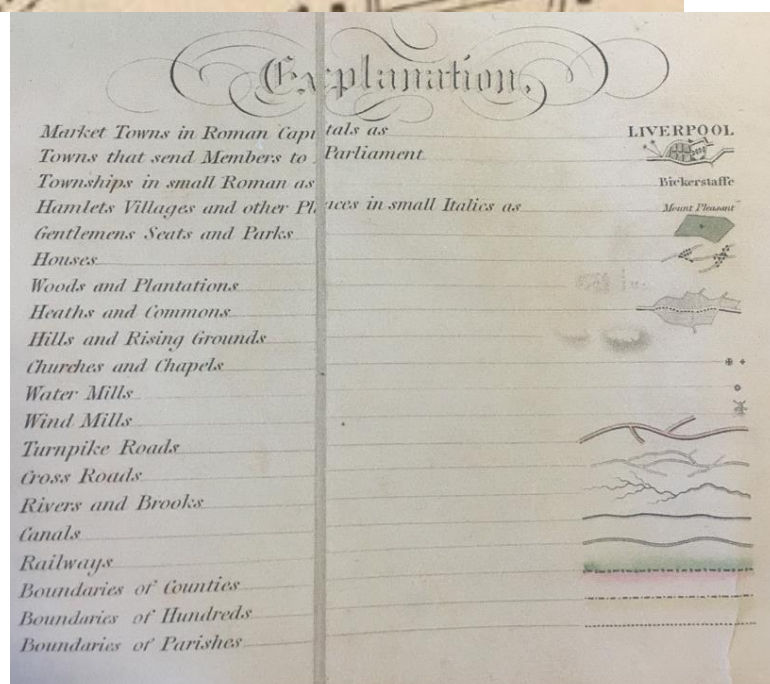 Explanation.
Market Towns in Roman Capitals as LIVERPOOL
Towns that send Members to Parliament
Townships in small Roman as Bickerstaffe
Hamlets Villages and other Places in small Italics as Mount Pleasant
Gentlemens Seats and Parks
Houses
Woods and Plantations
Heaths and Commons
Hills and Rising Grounds
Churches and Chapels
Water Mills
Wind Mills
Turnpike Roads
Cross Roads
Rivers and Brooks
Canals
Railways
Boundaries of Counties
Boundaries of Hundreds
Boundaries of Parishes